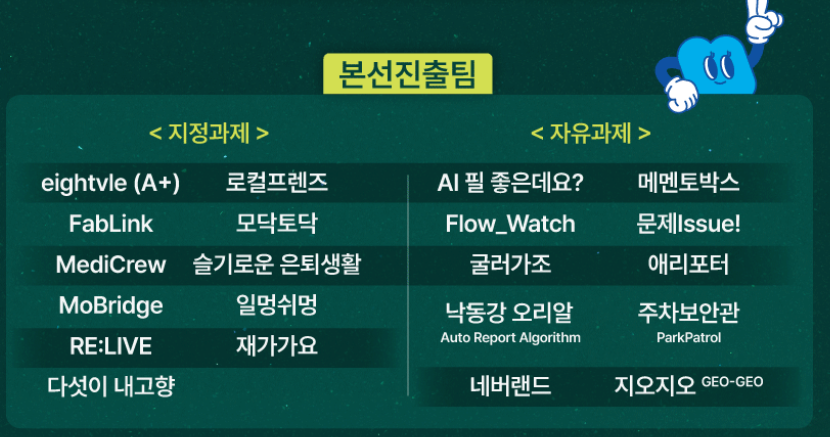 본선진출팀
< 지정과제 >
eightvle (A+) 로컬프렌즈
FabLink 모닥토닥
MediCrew 슬기로운 은퇴생활
MoBridge 일멍쉬멍
RE:LIVE 재가가요
다섯이 내고향
< 자유과제 >
AI 필 좋은데요? 메멘토박스
Flow_Watch 문제Issue!
굴러가조 애리포터
낙동강 오리알 주차보안관
Auto Report Algorithm ParkPatrol
네버랜드 지오지오 GEO-GEO